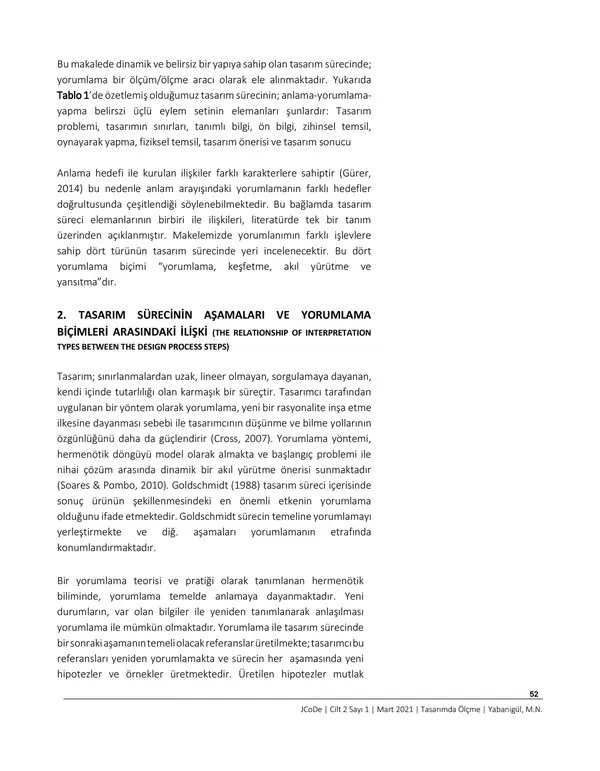 Bu makalede dinamik ve belirsiz bir yapıya sahip olan tasarım sürecinde;
yorumlama bir ölçüm/ölçme aracı olarak ele alınmaktadır. Yukarıda
Tablo 1'de özetlemiş olduğumuz tasarım sürecinin; anlama-yorumlama-
yapma belirszi üçlü eylem setinin elemanları şunlardır: Tasarım
problemi, tasarımın sınırları, tanımlı bilgi, ön bilgi, zihinsel temsil,
oynayarak yapma, fiziksel temsil, tasarım önerisi ve tasarım sonucu
Anlama hedefi ile kurulan ilişkiler farklı karakterlere sahiptir (Gürer,
2014) bu nedenle anlam arayışındaki yorumlamanın farklı hedefler
doğrultusunda çeşitlendiği söylenebilmektedir. Bu bağlamda tasarım
süreci elemanlarının birbiri ile ilişkileri, literatürde tek bir tanım
üzerinden açıklanmıştır. Makelemizde yorumlanımın farklı işlevlere
sahip dört türünün tasarım sürecinde yeri incelenecektir. Bu dört
yorumlama biçimi “yorumlama, keşfetme, akıl yürütme ve
yansıtma”dır.
2. TASARIM SÜRECİNİN AŞAMALARI VE YORUMLAMA
BİÇİMLERİ ARASINDAKİ İLİŞKİ (THE RELATIONSHIP OF INTERPRETATION
TYPES BETWEEN THE DESIGN PROCESS STEPS)
Tasarım; sınırlanmalardan uzak, lineer olmayan, sorgulamaya dayanan,
kendi içinde tutarlılığı olan karmaşık bir süreçtir. Tasarımcı tarafından
uygulanan bir yöntem olarak yorumlama, yeni bir rasyonalite inşa etme
ilkesine dayanması sebebi ile tasarımcının düşünme ve bilme yollarının
özgünlüğünü daha da güçlendirir (Cross, 2007). Yorumlama yöntemi,
hermenötik döngüyü model olarak almakta ve başlangıç problemi ile
nihai çözüm arasında dinamik bir akıl yürütme önerisi sunmaktadır
(Soares & Pombo, 2010). Goldschmidt (1988) tasarım süreci içerisinde
sonuç ürünün şekillenmesindeki en önemli etkenin yorumlama
olduğunu ifade etmektedir. Goldschmidt sürecin temeline yorumlamayı
yerleştirmekte ve diğ. aşamaları yorumlamanın etrafında
konumlandırmaktadır.
Bir yorumlama teorisi ve pratiği olarak tanımlanan hermenötik
biliminde, yorumlama temelde anlamaya dayanmaktadır. Yeni
durumların, var olan bilgiler ile yeniden tanımlanarak anlaşılması
yorumlama ile mümkün olmaktadır. Yorumlama ile tasarım sürecinde
bir sonraki aşamanın temeli olacak referanslar üretilmekte; tasarımcı bu
referansları yeniden yorumlamakta ve sürecin her aşamasında yeni
hipotezler ve örnekler üretmektedir. Üretilen hipotezler mutlak
52
JCoDe | Cilt 2 Sayı 1 | Mart 2021 | Tasarımda Ölçme | Yabanigül, M.N.